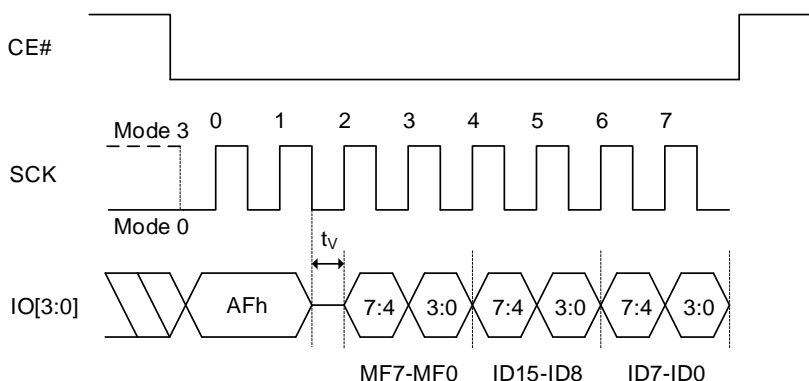 CE#
0 1 2 3 4 5 6 7
Mode 3
SCK
Mode 0
tV
IO[3:0] AFh 7:4 3:0 7:4 3:0 7:4 3:0
MF7-MF0 ID15-ID8 ID7-ID0